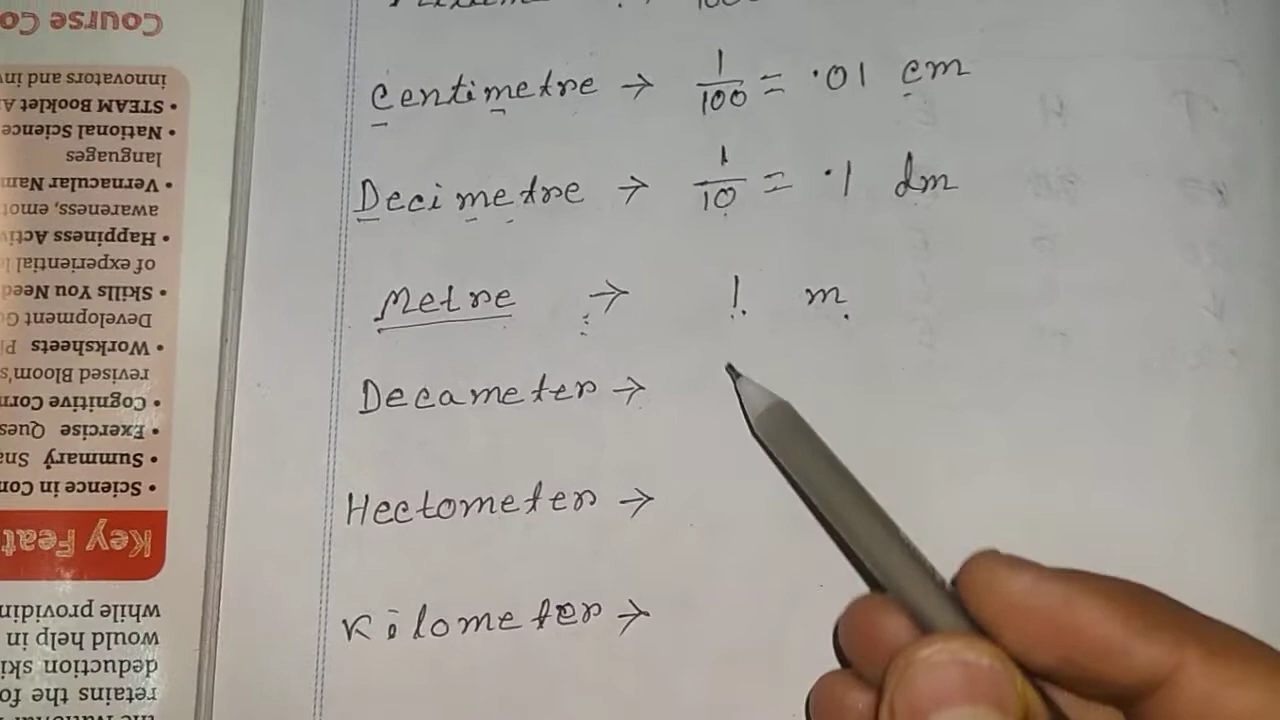 Centimetre → 1/100 = .01 cm
Decimetre → 1/10 = .1 dm
Metre → 1 m
Decameter →
Hectometer →
Kilometer →
Course Co
innovators and inv
• STEAM Booklet A
• National Science
languages
• Vernacular Nam
awareness, emot
• Happiness Activ
of experiential l
• Skills You Need
Development Go
• Worksheets
revised Bloom's
• Cognitive Corn
• Exercise Ques
• Summary Sna
• Science in Con
Key Feat
while providin
would help in
deduction ski
retains the fo